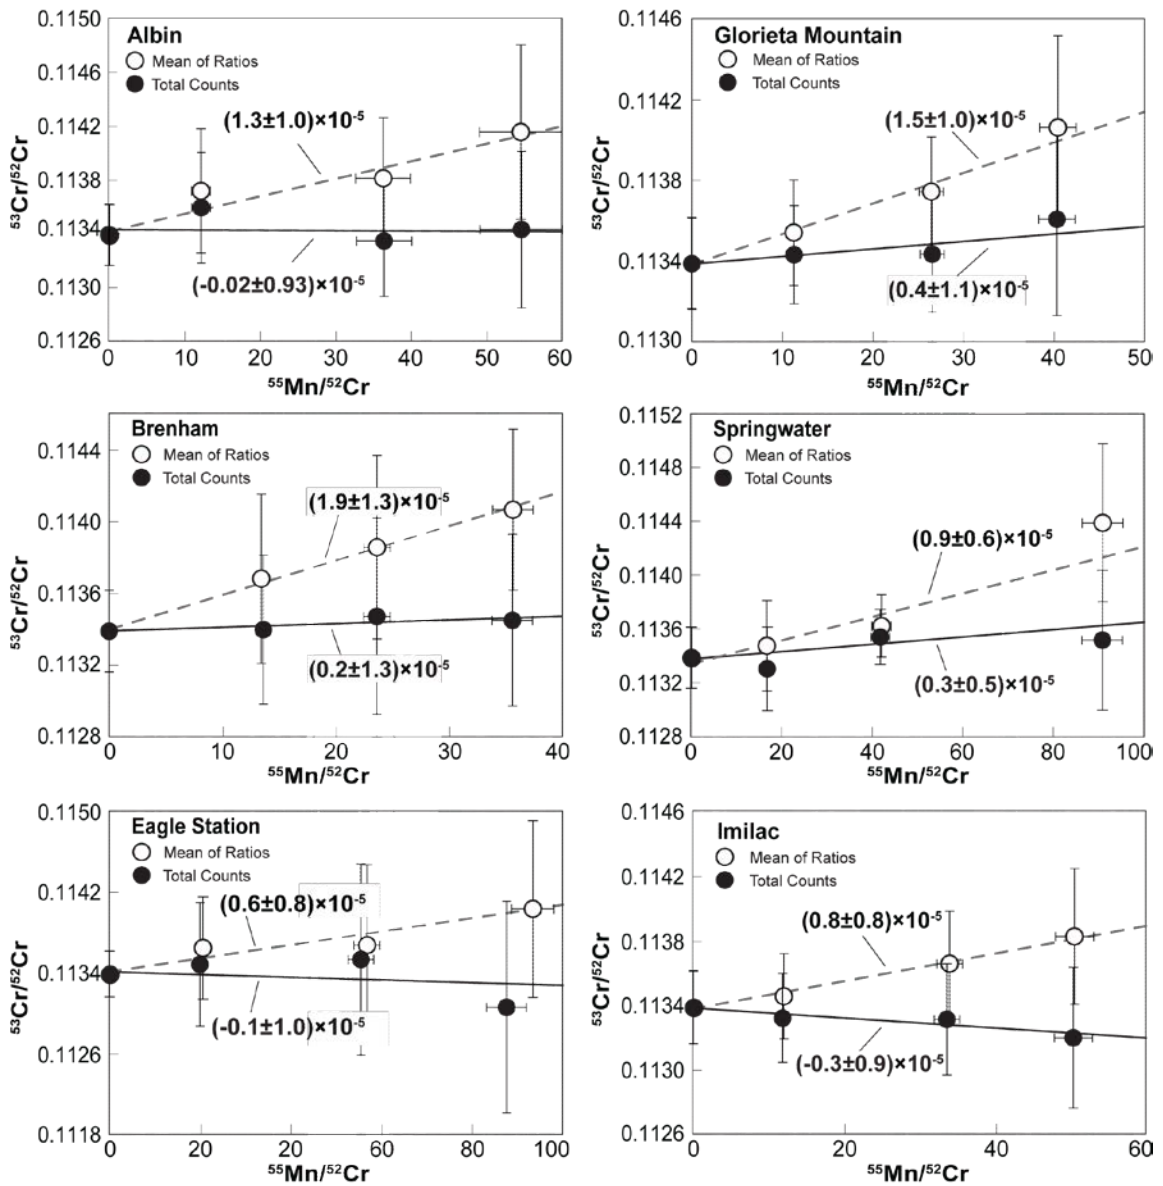 Albin
Mean of Ratios
Total Counts
(1.3±1.0)×10⁻⁵
(-0.02±0.93)×10⁻⁵
0.1150
0.1146
0.1142
0.1138
0.1134
0.1130
0.1126
⁵³Cr/⁵²Cr
0 10 20 30 40 50 60
⁵⁵Mn/⁵²Cr
Glorieta Mountain
Mean of Ratios
Total Counts
(1.5±1.0)×10⁻⁵
(0.4±1.1)×10⁻⁵
0.1146
0.1142
0.1138
0.1134
0.1130
⁵³Cr/⁵²Cr
0 10 20 30 40 50
⁵⁵Mn/⁵²Cr
Brenham
Mean of Ratios
Total Counts
(1.9±1.3)×10⁻⁵
(0.2±1.3)×10⁻⁵
0.1144
0.1140
0.1136
0.1132
0.1128
⁵³Cr/⁵²Cr
0 10 20 30 40
⁵⁵Mn/⁵²Cr
Springwater
Mean of Ratios
Total Counts
(0.9±0.6)×10⁻⁵
(0.3±0.5)×10⁻⁵
0.1152
0.1148
0.1144
0.1140
0.1136
0.1132
0.1128
⁵³Cr/⁵²Cr
0 20 40 60 80 100
⁵⁵Mn/⁵²Cr
Eagle Station
Mean of Ratios
Total Counts
(0.6±0.8)×10⁻⁵
(-0.1±1.0)×10⁻⁵
0.1150
0.1142
0.1134
0.1126
0.1118
⁵³Cr/⁵²Cr
0 20 20 60 80 100
⁵⁵Mn/⁵²Cr
Imilac
Mean of Ratios
Total Counts
(0.8±0.8)×10⁻⁵
(-0.3±0.9)×10⁻⁵
0.1146
0.1142
0.1138
0.1134
0.1130
0.1126
⁵³Cr/⁵²Cr
0 20 40 60
⁵⁵Mn/⁵²Cr